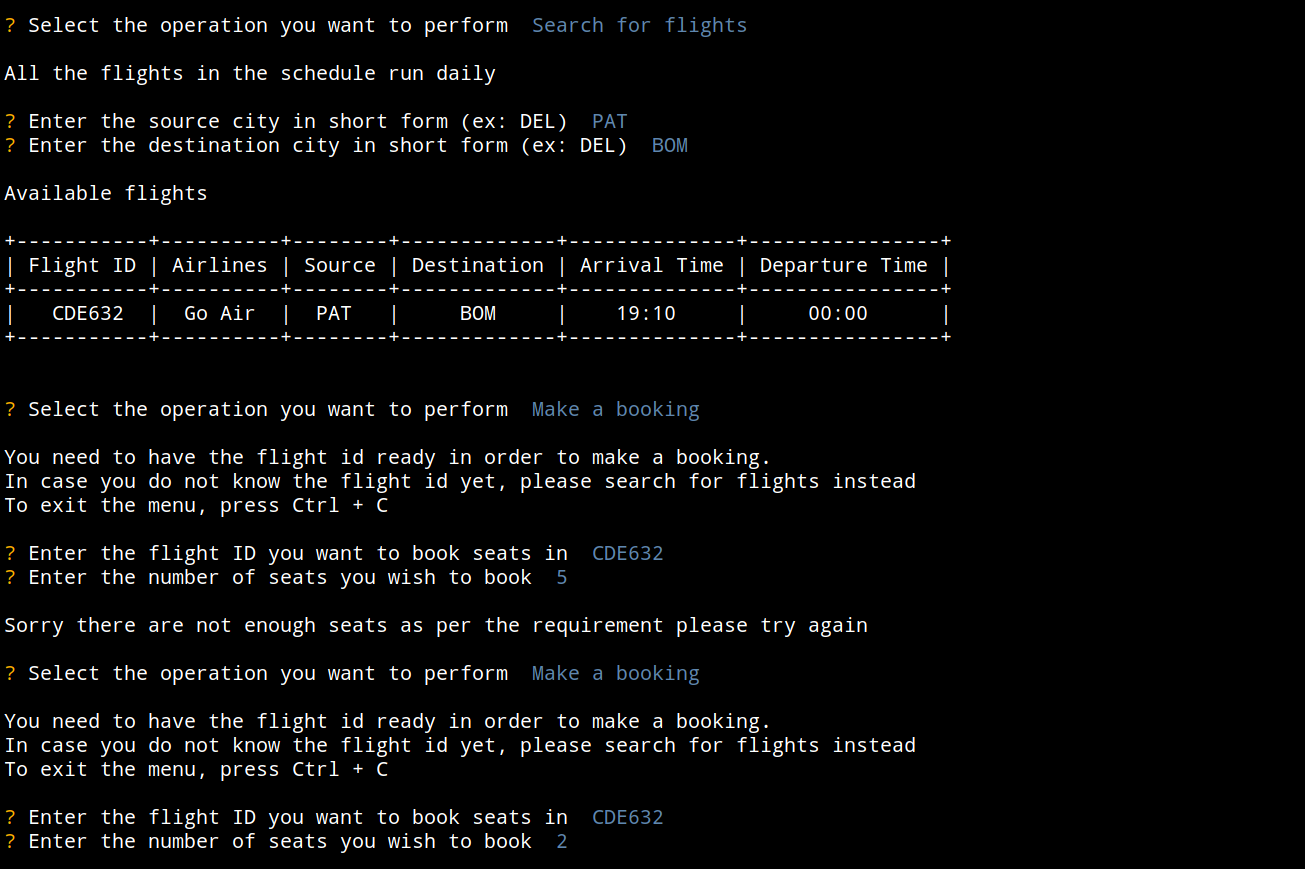 ? Select the operation you want to perform  Search for flights
All the flights in the schedule run daily
? Enter the source city in short form (ex: DEL)  PAT
? Enter the destination city in short form (ex: DEL)  BOM
Available flights
+-----------+----------+--------+-------------+--------------+----------------+
| Flight ID | Airlines | Source | Destination | Arrival Time | Departure Time |
+-----------+----------+--------+-------------+--------------+----------------+
|   CDE632  |  Go Air  |  PAT   |     BOM     |    19:10     |     00:00      |
+-----------+----------+--------+-------------+--------------+----------------+
? Select the operation you want to perform  Make a booking
You need to have the flight id ready in order to make a booking.
In case you do not know the flight id yet, please search for flights instead
To exit the menu, press Ctrl + C
? Enter the flight ID you want to book seats in  CDE632
? Enter the number of seats you wish to book  5
Sorry there are not enough seats as per the requirement please try again
? Select the operation you want to perform  Make a booking
You need to have the flight id ready in order to make a booking.
In case you do not know the flight id yet, please search for flights instead
To exit the menu, press Ctrl + C
? Enter the flight ID you want to book seats in  CDE632
? Enter the number of seats you wish to book  2